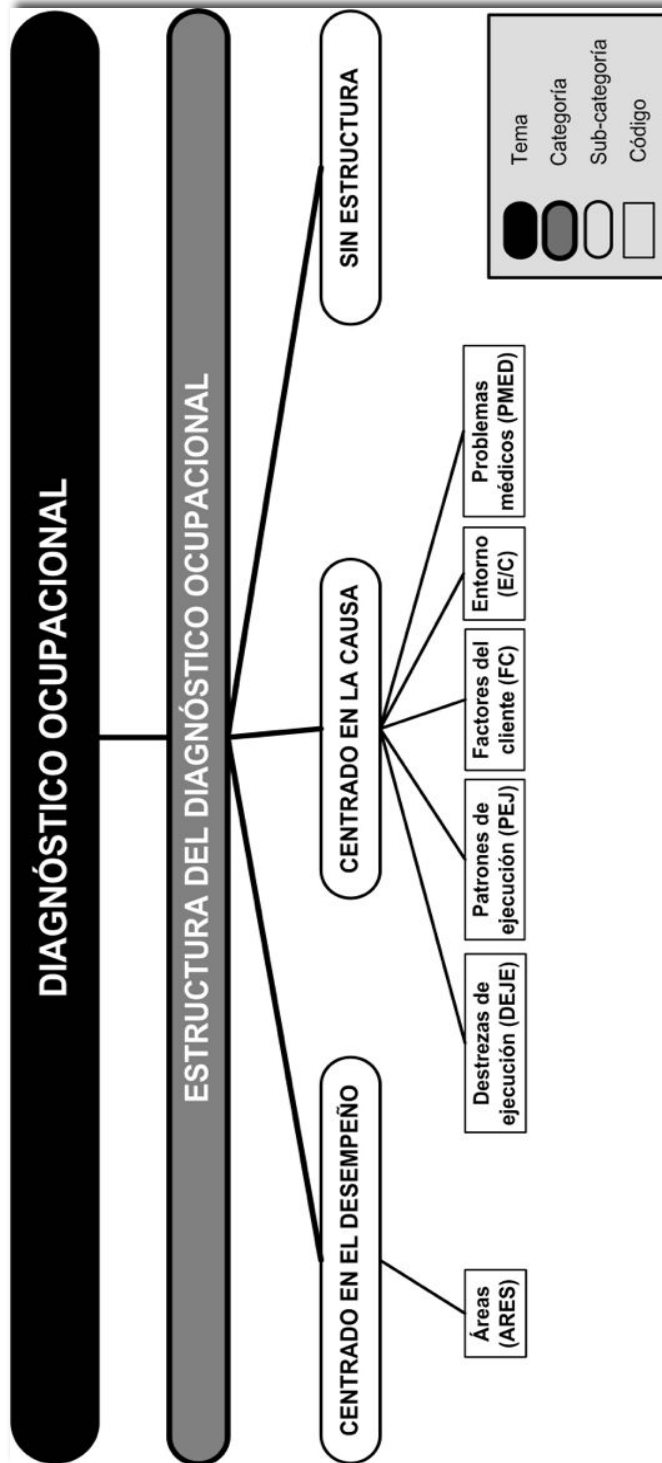 DIAGNÓSTICO OCUPACIONAL
ESTRUCTURA DEL DIAGNÓSTICO OCUPACIONAL
CENTRADO EN EL DESEMPEÑO
CENTRADO EN LA CAUSA
SIN ESTRUCTURA
Áreas
(ARES)
Destrezas de
ejecución (DEJE)
Patrones de
ejecución (PEJ)
Factores del
cliente (FC)
Entorno
(E/C)
Problemas
médicos (PMED)
Tema
Categoría
Sub-categoría
Código